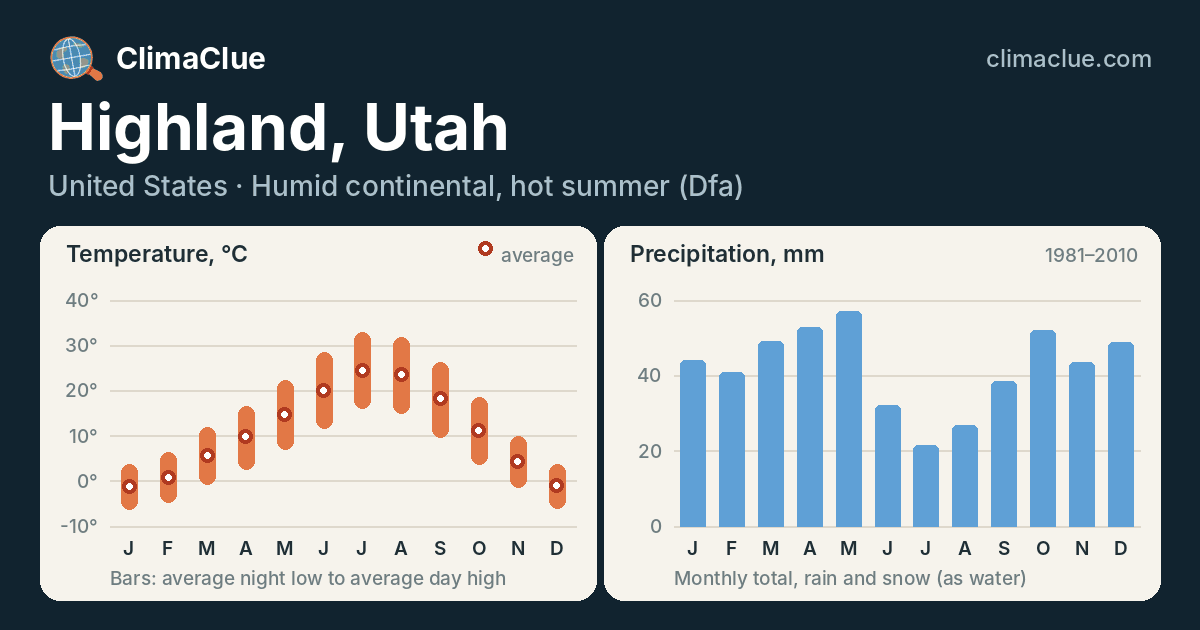 ClimaClue
climaclue.com
Highland, Utah
United States · Humid continental, hot summer (Dfa)
Temperature, °C
average
40°
30°
20°
10°
0°
-10°
J F M A M J J A S O N D
Bars: average night low to average day high
Precipitation, mm
1981–2010
60
40
20
0
J F M A M J J A S O N D
Monthly total, rain and snow (as water)